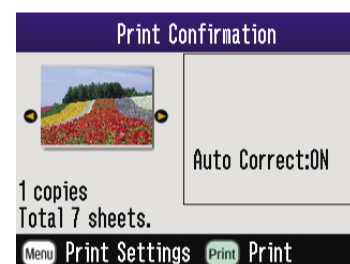 Print Confirmation
Auto Correct:ON
1 copies
Total 7 sheets.
Menu Print Settings Print Print